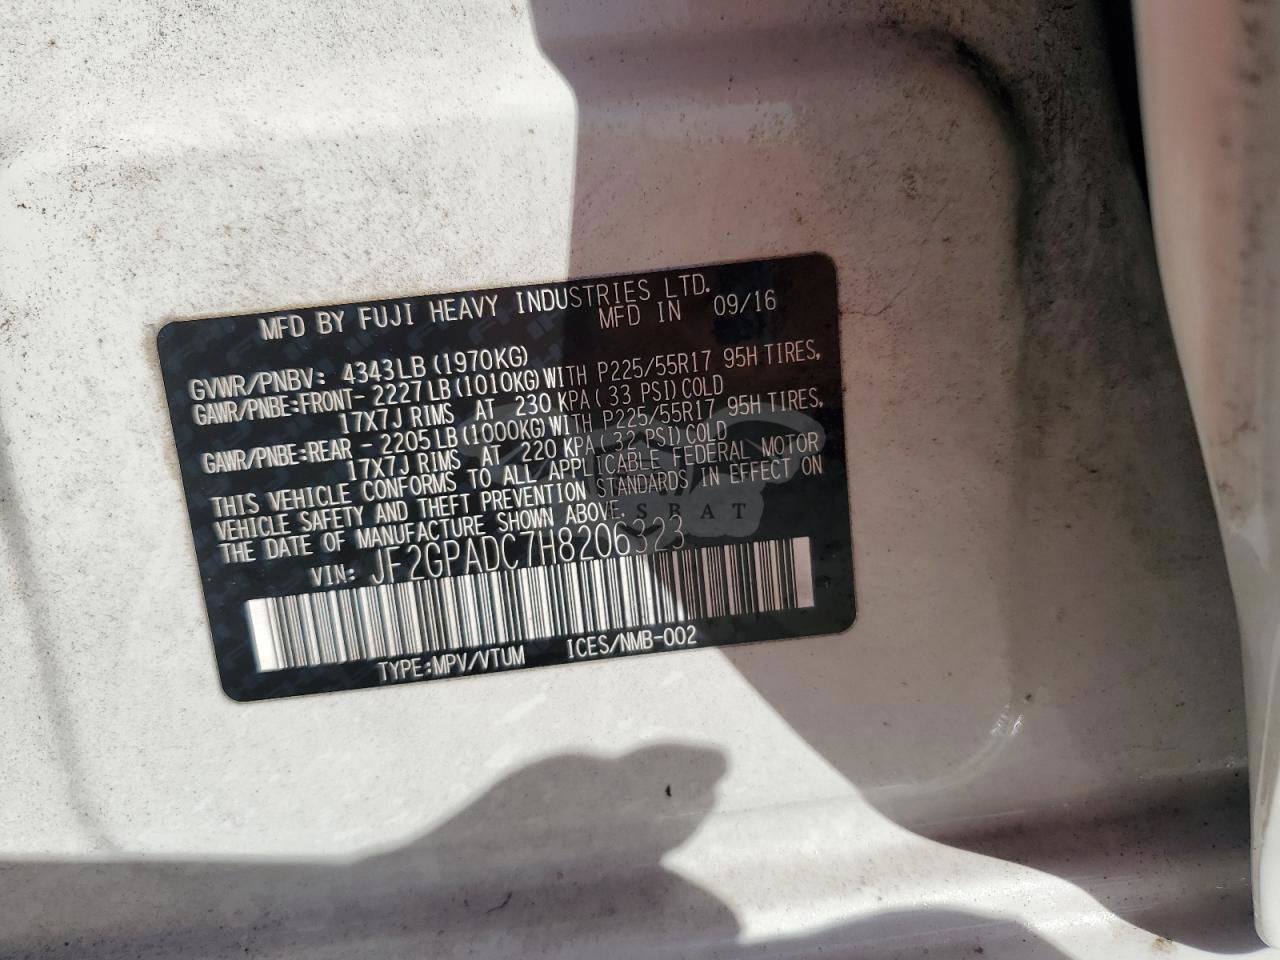 MFD BY FUJI HEAVY INDUSTRIES LTD.
MFD IN 09/16
GVWR/PNBV: 4343LB(1970KG)
GAWR/PNBE:FRONT- 2227LB(1010KG)WITH P225/55R17 95H TIRES,
17X7J RIMS AT 230 KPA(33 PSI)COLD
GAWR/PNBE:REAR - 2205LB(1000KG)WITH P225/55R17 95H TIRES,
17X7J RIMS AT 220 KPA(32 PSI)COLD
THIS VEHICLE CONFORMS TO ALL APPLICABLE FEDERAL MOTOR
VEHICLE SAFETY AND THEFT PREVENTION STANDARDS IN EFFECT ON
THE DATE OF MANUFACTURE SHOWN ABOVE.
VIN: JF2GPADC7H8206323
TYPE:MPV/VTUM ICES/NMB-002